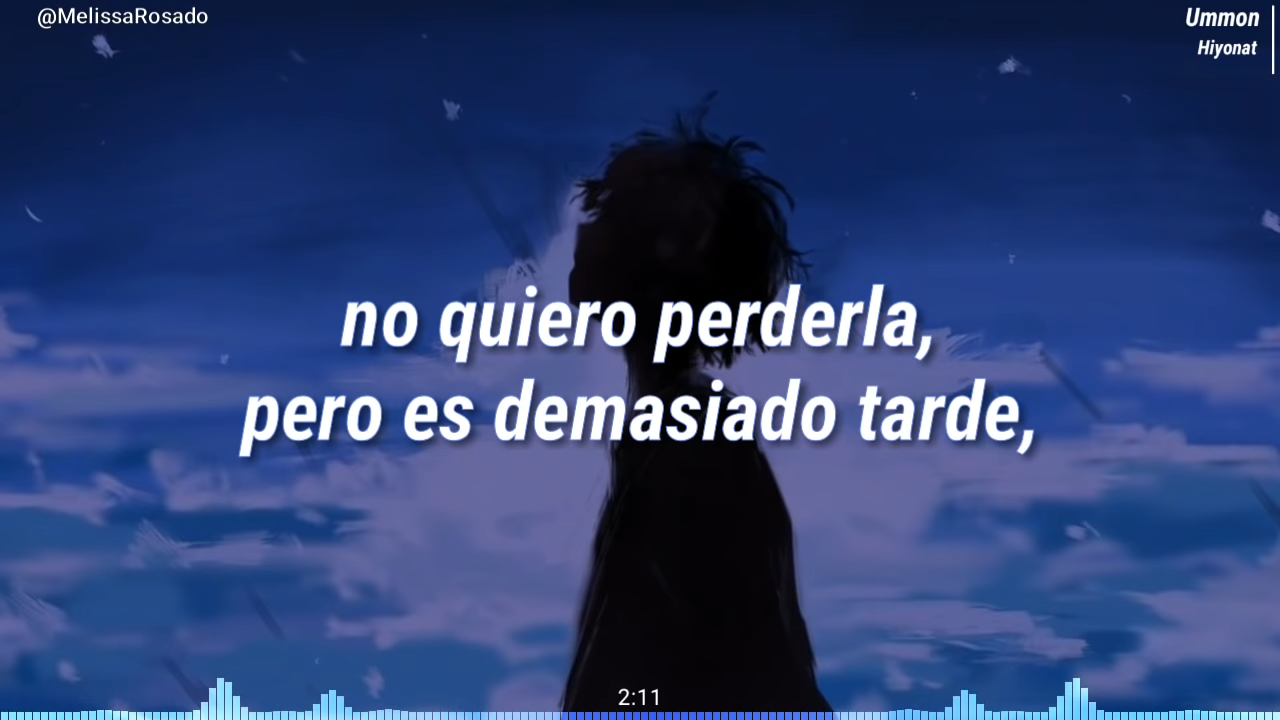 @MelissaRosado
Ummon
Hiyonat
no quiero perderla,
pero es demasiado tarde,
2:11